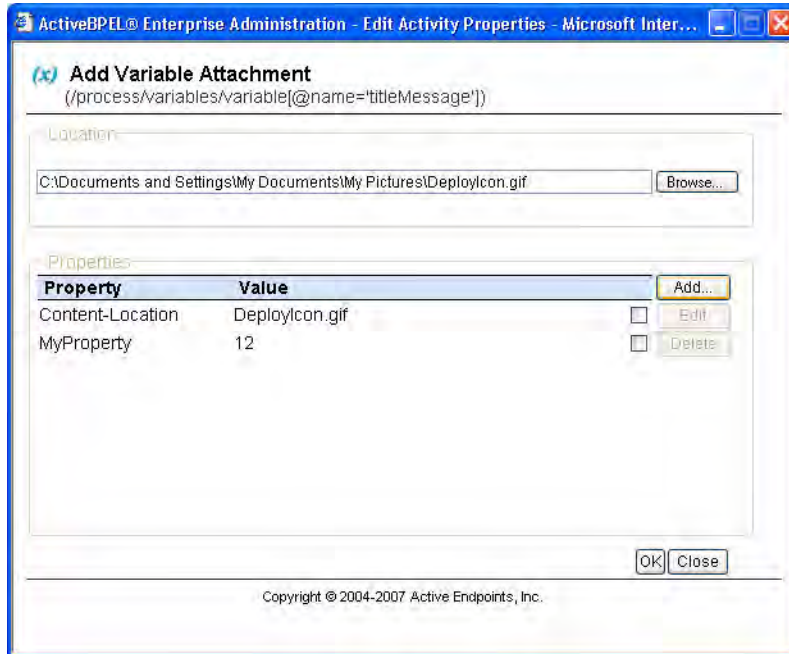 ActiveBPEL® Enterprise Administration - Edit Activity Properties - Microsoft Inter...
(x) Add Variable Attachment
(/process/variables/variable[@name='titleMessage'])
Location
C:\Documents and Settings\My Documents\My Pictures\DeployIcon.gif Browse...
Properties
Property Value Add...
Content-Location DeployIcon.gif Edit
MyProperty 12 Delete
OK Close
Copyright © 2004-2007 Active Endpoints, Inc.